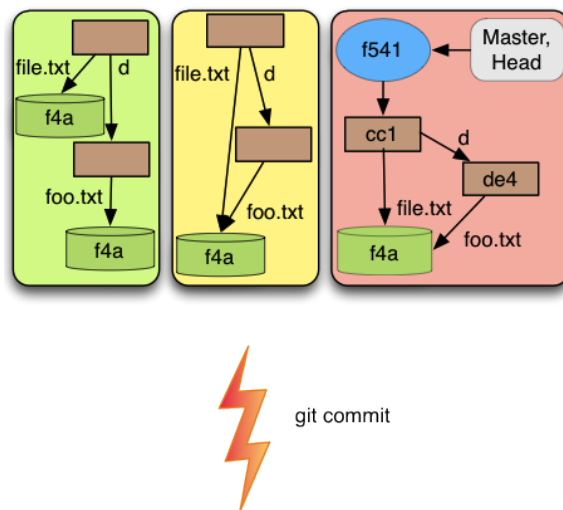 file.txt
d
f4a
foo.txt
f4a
file.txt
d
foo.txt
f4a
f541
Master,
Head
cc1
d
de4
file.txt
foo.txt
f4a
git commit